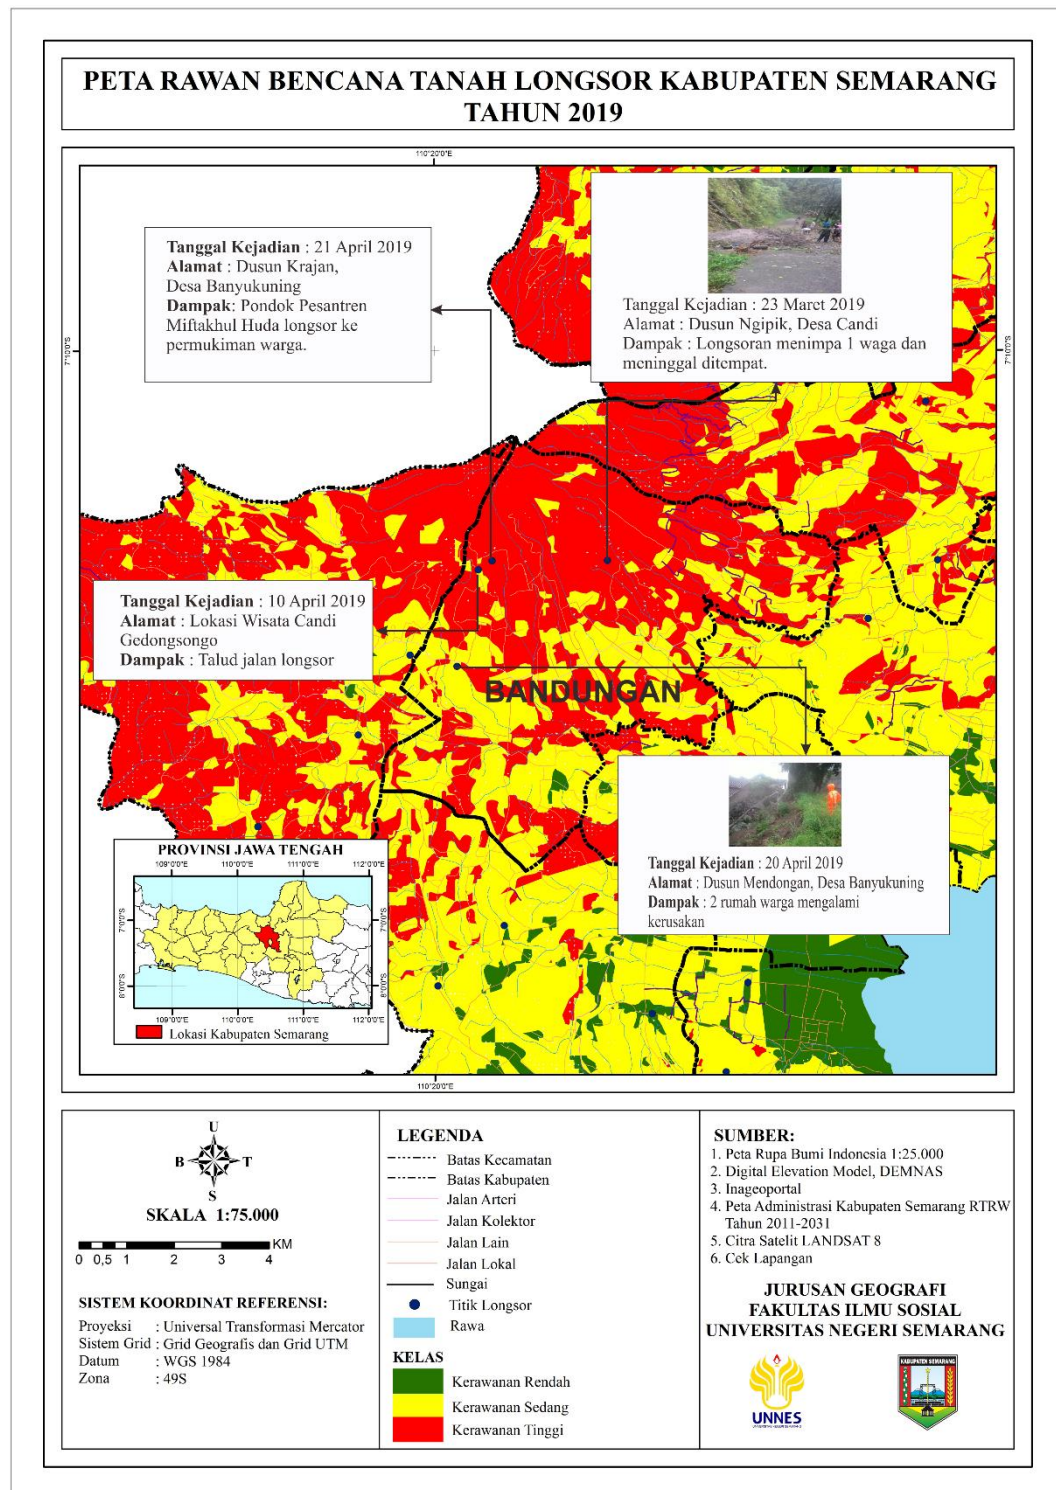 PETA RAWAN BENCANA TANAH LONGSOR KABUPATEN SEMARANG
TAHUN 2019
110°20'0"E
7°10'0"S
7°10'0"S
Tanggal Kejadian : 21 April 2019
Alamat : Dusun Krajan,
Desa Banyukuning
Dampak: Pondok Pesantren
Miftakhul Huda longsor ke
permukiman warga.
Tanggal Kejadian : 23 Maret 2019
Alamat : Dusun Ngipik, Desa Candi
Dampak : Longsoran menimpa 1 waga dan
meninggal ditempat.
Tanggal Kejadian : 10 April 2019
Alamat : Lokasi Wisata Candi
Gedongsongo
Dampak : Talud jalan longsor
BANDUNGAN
Tanggal Kejadian : 20 April 2019
Alamat : Dusun Mendongan, Desa Banyukuning
Dampak : 2 rumah warga mengalami
kerusakan
PROVINSI JAWA TENGAH
109°0'0"E 110°0'0"E 111°0'0"E 112°0'0"E
7°0'0"S
7°0'0"S
8°0'0"S
8°0'0"S
109°0'0"E 110°0'0"E 111°0'0"E 112°0'0"E
Lokasi Kabupaten Semarang
110°20'0"E
U
B T
S
SKALA 1:75.000
KM
0 0,5 1 2 3 4
SISTEM KOORDINAT REFERENSI:
Proyeksi : Universal Transformasi Mercator
Sistem Grid : Grid Geografis dan Grid UTM
Datum : WGS 1984
Zona : 49S
LEGENDA
Batas Kecamatan
Batas Kabupaten
Jalan Arteri
Jalan Kolektor
Jalan Lain
Jalan Lokal
Sungai
Titik Longsor
Rawa
KELAS
Kerawanan Rendah
Kerawanan Sedang
Kerawanan Tinggi
SUMBER:
1. Peta Rupa Bumi Indonesia 1:25.000
2. Digital Elevation Model, DEMNAS
3. Inageoportal
4. Peta Administrasi Kabupaten Semarang RTRW
Tahun 2011-2031
5. Citra Satelit LANDSAT 8
6. Cek Lapangan
JURUSAN GEOGRAFI
FAKULTAS ILMU SOSIAL
UNIVERSITAS NEGERI SEMARANG
UNNES
UNIVERSITAS NEGERI SEMARANG
KABUPATEN SEMARANG